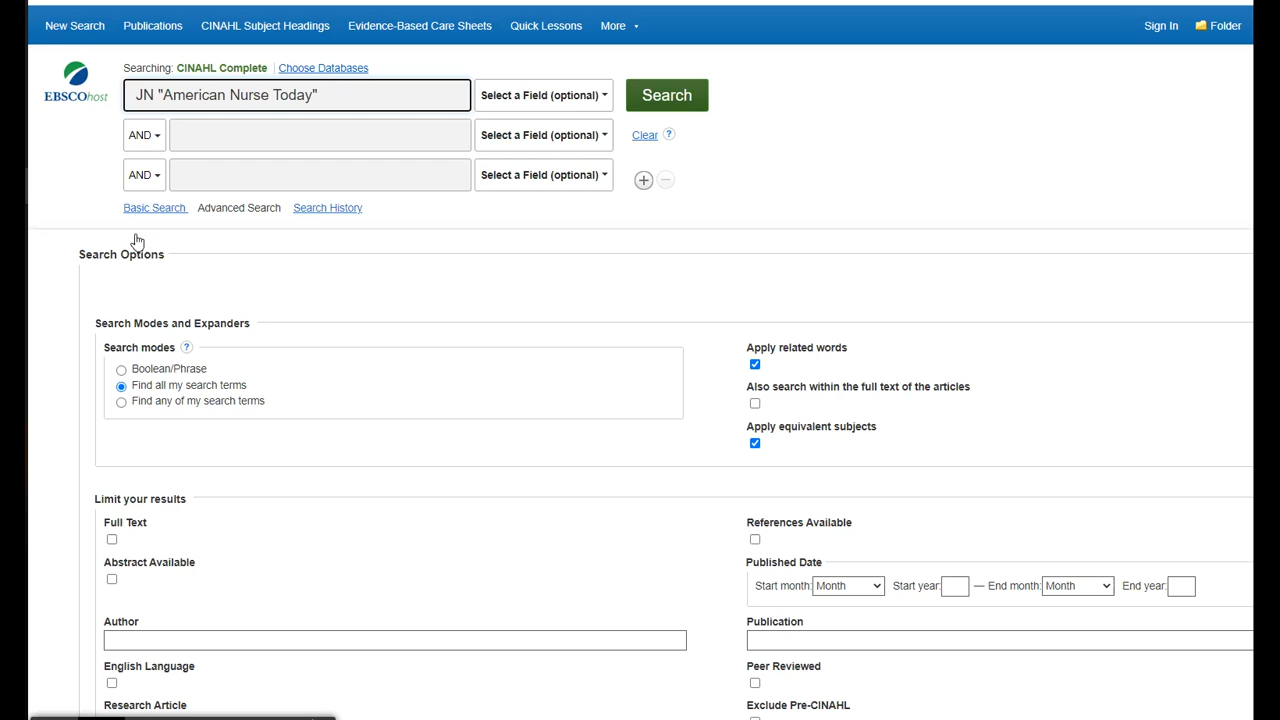 New Search Publications CINAHL Subject Headings Evidence-Based Care Sheets Quick Lessons More Sign In Folder
Searching: CINAHL Complete Choose Databases
EBSCOhost
JN "American Nurse Today" Select a Field (optional) Search
AND Select a Field (optional) Clear ?
AND Select a Field (optional)
Basic Search Advanced Search Search History
Search Options
Search Modes and Expanders
Search modes ?
Boolean/Phrase
Find all my search terms
Find any of my search terms
Apply related words
Also search within the full text of the articles
Apply equivalent subjects
Limit your results
Full Text
References Available
Abstract Available
Published Date
Start month: Month Start year: — End month: Month End year:
Author
Publication
English Language
Peer Reviewed
Research Article
Exclude Pre-CINAHL